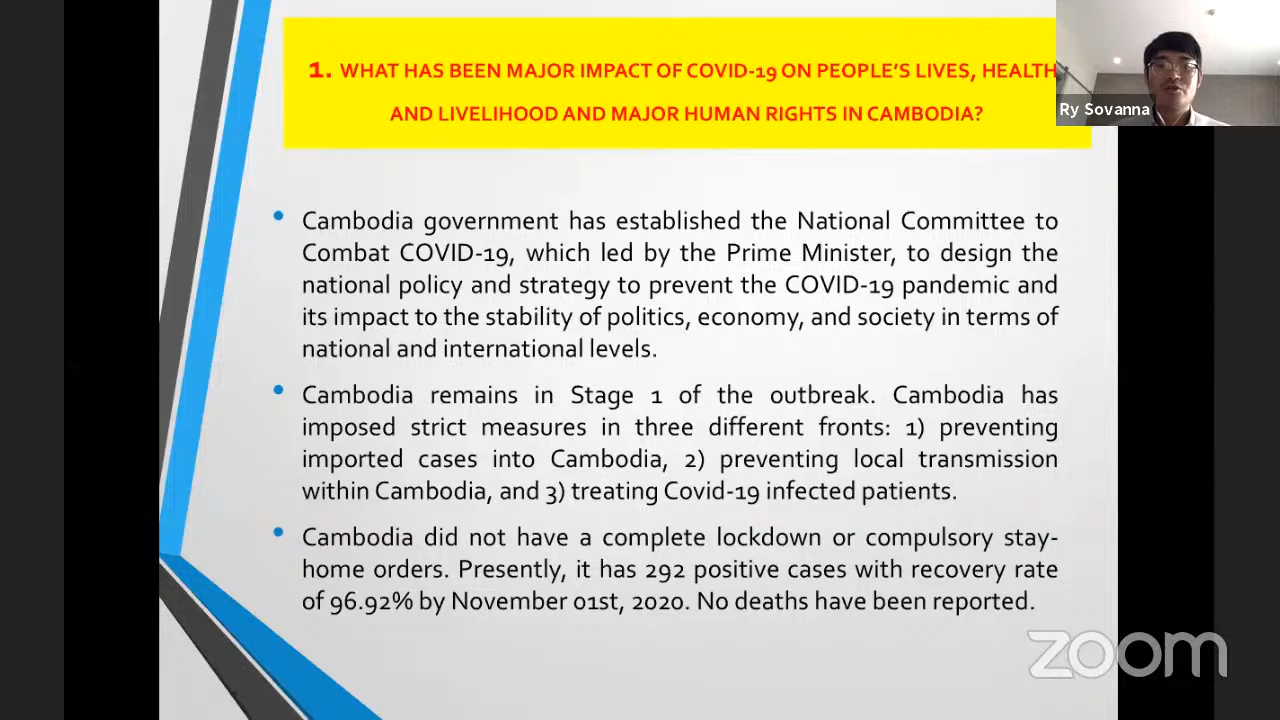 1. WHAT HAS BEEN MAJOR IMPACT OF COVID-19 ON PEOPLE'S LIVES, HEALTH
AND LIVELIHOOD AND MAJOR HUMAN RIGHTS IN CAMBODIA?
Ry Sovanna
• Cambodia government has established the National Committee to
Combat COVID-19, which led by the Prime Minister, to design the
national policy and strategy to prevent the COVID-19 pandemic and
its impact to the stability of politics, economy, and society in terms of
national and international levels.
• Cambodia remains in Stage 1 of the outbreak. Cambodia has
imposed strict measures in three different fronts: 1) preventing
imported cases into Cambodia, 2) preventing local transmission
within Cambodia, and 3) treating Covid-19 infected patients.
• Cambodia did not have a complete lockdown or compulsory stay-
home orders. Presently, it has 292 positive cases with recovery rate
of 96.92% by November 01st, 2020. No deaths have been reported.
zoom